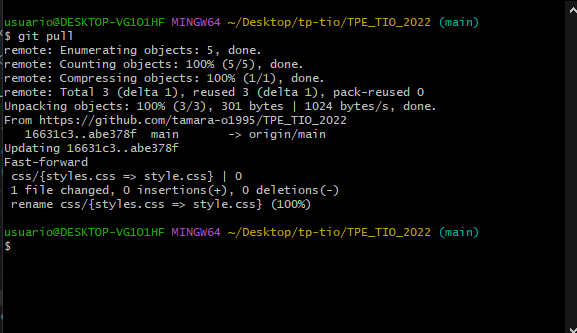 usuario@DESKTOP-VG1O1HF MINGW64 ~/Desktop/tp-tio/TPE_TIO_2022 (main)
$ git pull
remote: Enumerating objects: 5, done.
remote: Counting objects: 100% (5/5), done.
remote: Compressing objects: 100% (1/1), done.
remote: Total 3 (delta 1), reused 3 (delta 1), pack-reused 0
Unpacking objects: 100% (3/3), 301 bytes | 1024 bytes/s, done.
From https://github.com/tamara-o1995/TPE_TIO_2022
   16631c3..abe378f  main       -> origin/main
Updating 16631c3..abe378f
Fast-forward
 css/{styles.css => style.css} | 0
 1 file changed, 0 insertions(+), 0 deletions(-)
 rename css/{styles.css => style.css} (100%)
usuario@DESKTOP-VG1O1HF MINGW64 ~/Desktop/tp-tio/TPE_TIO_2022 (main)
$